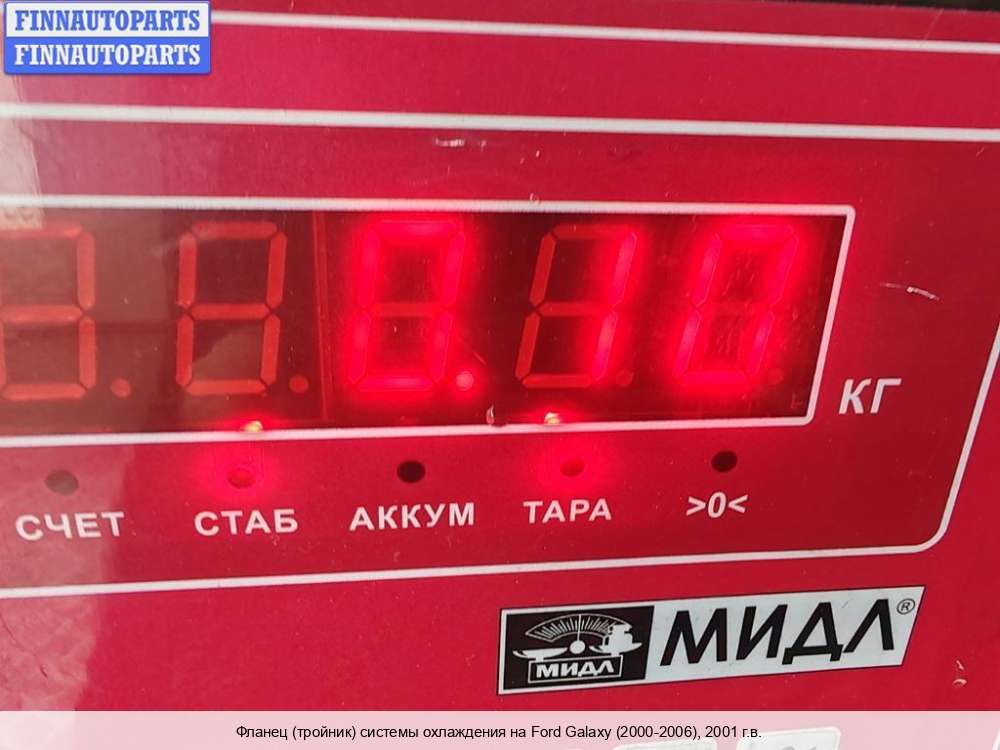 FINNAUTOPARTS
FINNAUTOPARTS
0.10
КГ
СЧЕТ СТАБ АККУМ ТАРА >0<
МИДЛ МИДЛ®
Фланец (тройник) системы охлаждения на Ford Galaxy (2000-2006), 2001 г.в.